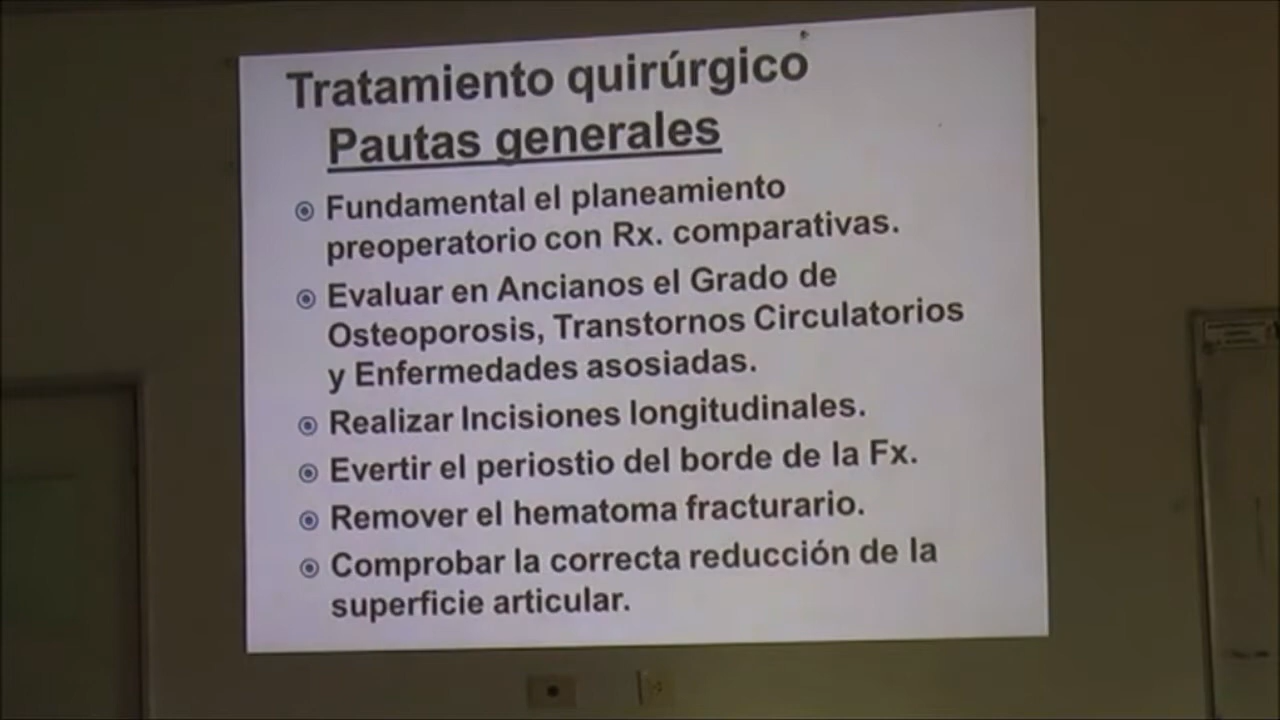 Tratamiento quirúrgico
Pautas generales
Fundamental el planeamiento
preoperatorio con Rx. comparativas.
Evaluar en Ancianos el Grado de
Osteoporosis, Transtornos Circulatorios
y Enfermedades asosiadas.
Realizar Incisiones longitudinales.
Evertir el periostio del borde de la Fx.
Remover el hematoma fracturario.
Comprobar la correcta reducción de la
superficie articular.